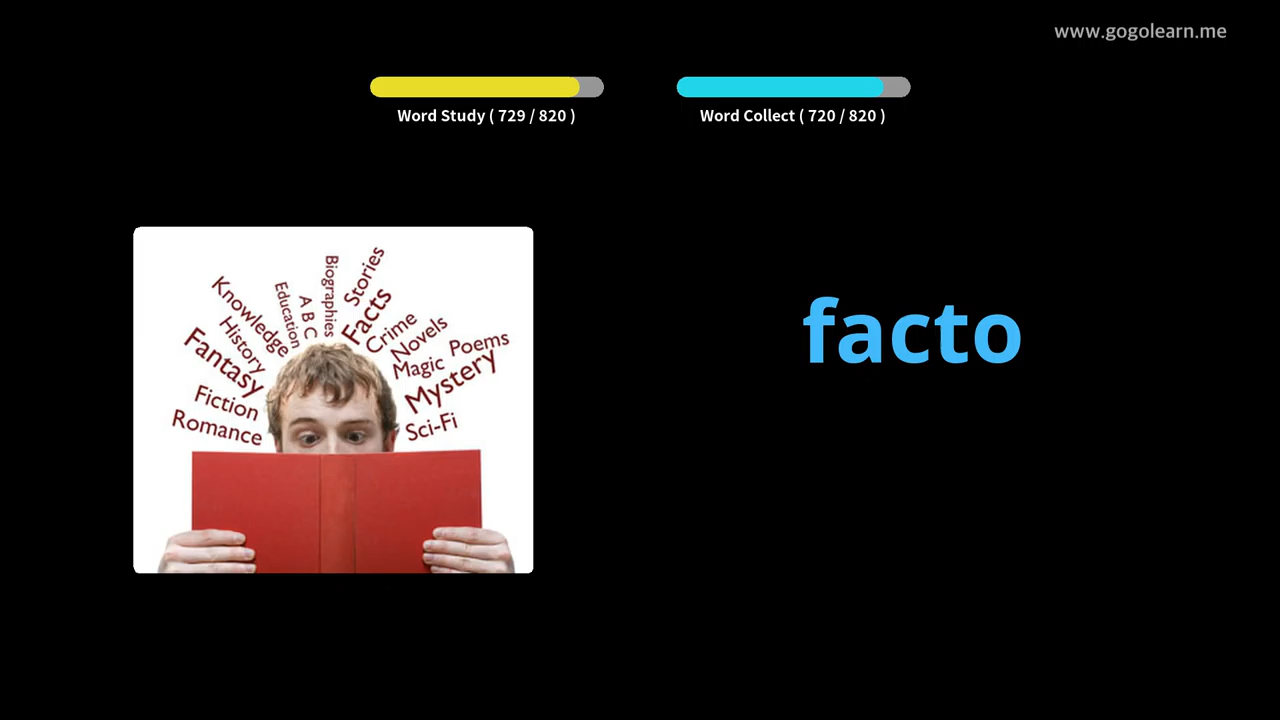 www.gogolearn.me
Word Study ( 729 / 820 )
Word Collect ( 720 / 820 )
facto
Stories
Biographies
Facts
Education
A B C
Knowledge
Crime
History
Novels
Poems
Fantasy
Magic
Mystery
Fiction
Romance
Sci-Fi